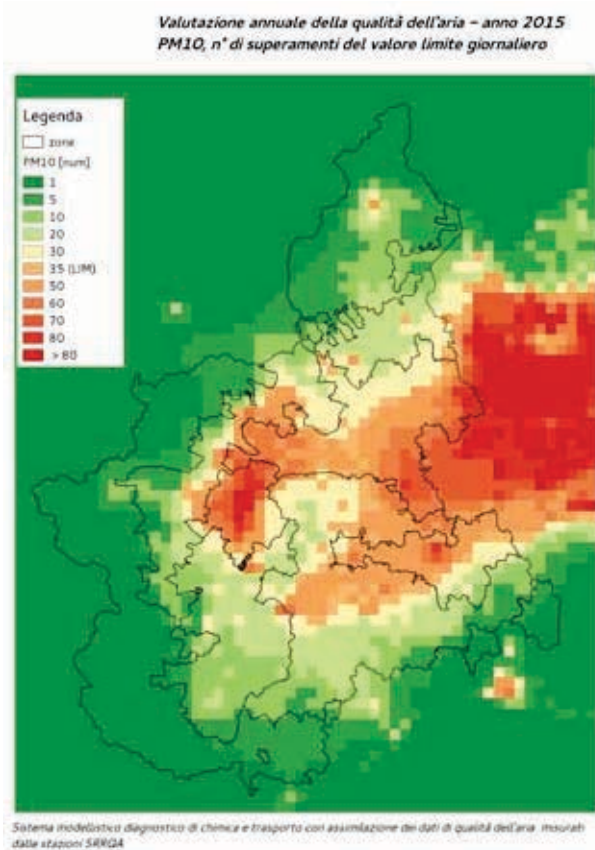 Valutazione annuale della qualità dell'aria – anno 2015
PM10, n° di superamenti del valore limite giornaliero
Legenda
zone
PM10 [num]
1
5
10
20
30
35 (LIM)
50
60
70
80
> 80
Sistema modellistico diagnostico di chimica e trasporto con assimilazione dei dati di qualità dell'aria misurati
dalle stazioni SRRQA